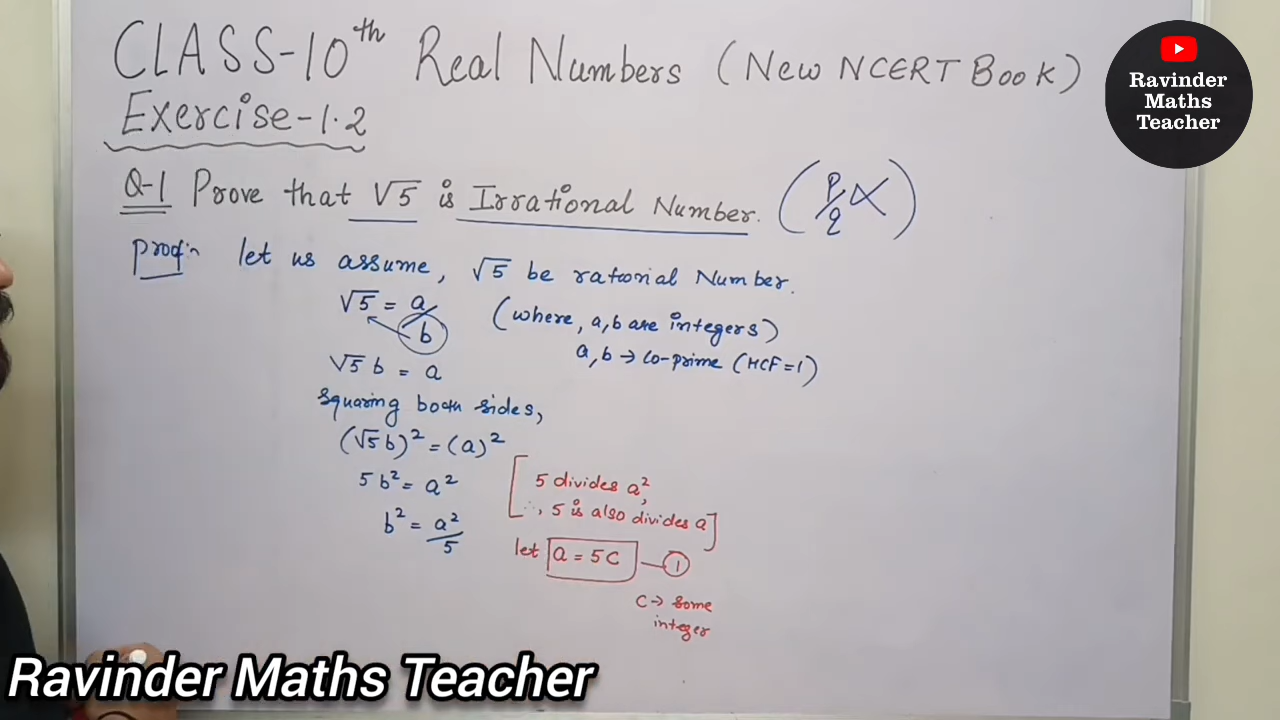 CLASS-10th Real Numbers (New NCERT Book)
Exercise-1.2
Ravinder
Maths
Teacher
Q-1 Prove that √5 is Irrational Number. (p/q X)
Proof:- let us assume, √5 be rational Number.
√5 = a/b (where, a,b are integers)
a,b → Co-prime (HCF=1)
√5 b = a
Squaring both sides,
(√5 b)² = (a)²
5b² = a²
b² = a²/5
[5 divides a²,
∴, 5 is also divides a]
let a = 5c — ①
C → some
integer
Ravinder Maths Teacher